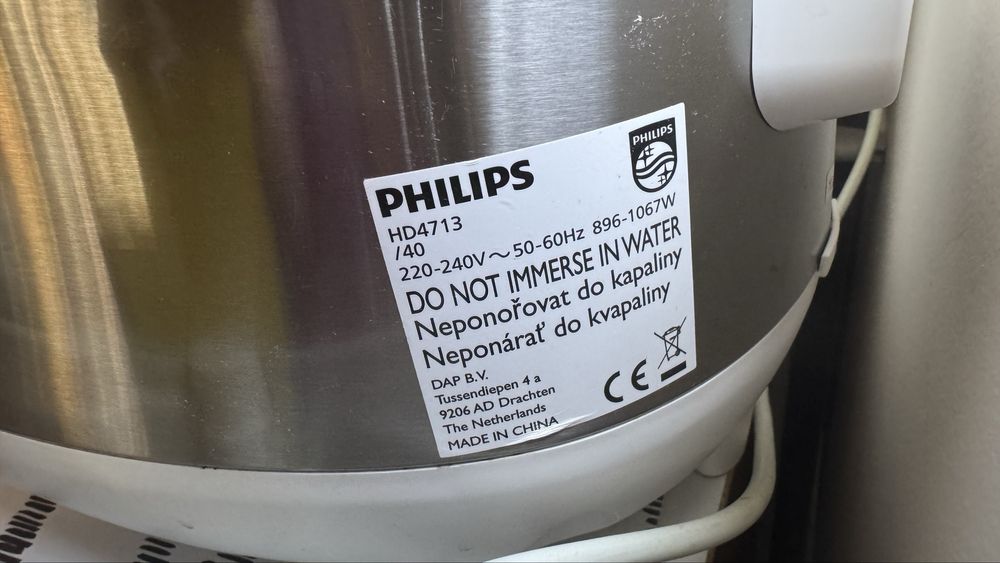 PHILIPS
PHILIPS
HD4713
/40
220-240V～50-60Hz 896-1067W
DO NOT IMMERSE IN WATER
Neponořovat do kapaliny
Neponárať do kvapaliny
DAP B.V.
Tussendiepen 4 a
9206 AD Drachten
The Netherlands
MADE IN CHINA
CE